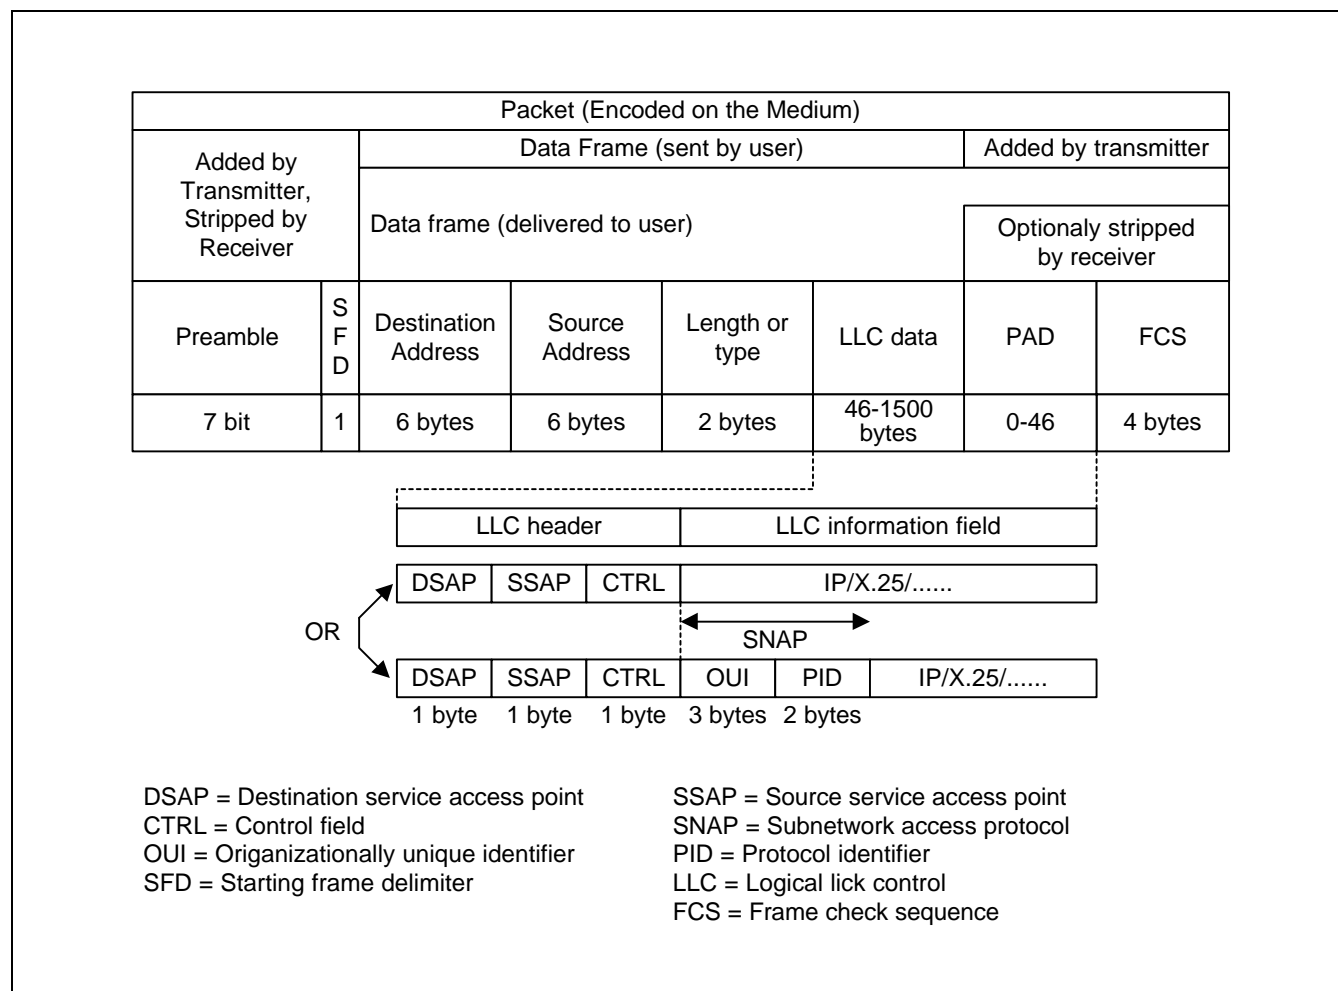 Packet (Encoded on the Medium)
Added by
Transmitter,
Stripped by
Receiver
Data Frame (sent by user)
Added by transmitter
Data frame (delivered to user)
Optionaly stripped
by receiver
Preamble
S
F
D
Destination
Address
Source
Address
Length or
type
LLC data
PAD
FCS
7 bit
1
6 bytes
6 bytes
2 bytes
46-1500
bytes
0-46
4 bytes
LLC header
LLC information field
DSAP
SSAP
CTRL
IP/X.25/......
OR
SNAP
DSAP
SSAP
CTRL
OUI
PID
IP/X.25/......
1 byte
1 byte
1 byte
3 bytes
2 bytes
DSAP = Destination service access point
CTRL = Control field
OUI = Origanizationally unique identifier
SFD = Starting frame delimiter
SSAP = Source service access point
SNAP = Subnetwork access protocol
PID = Protocol identifier
LLC = Logical lick control
FCS = Frame check sequence